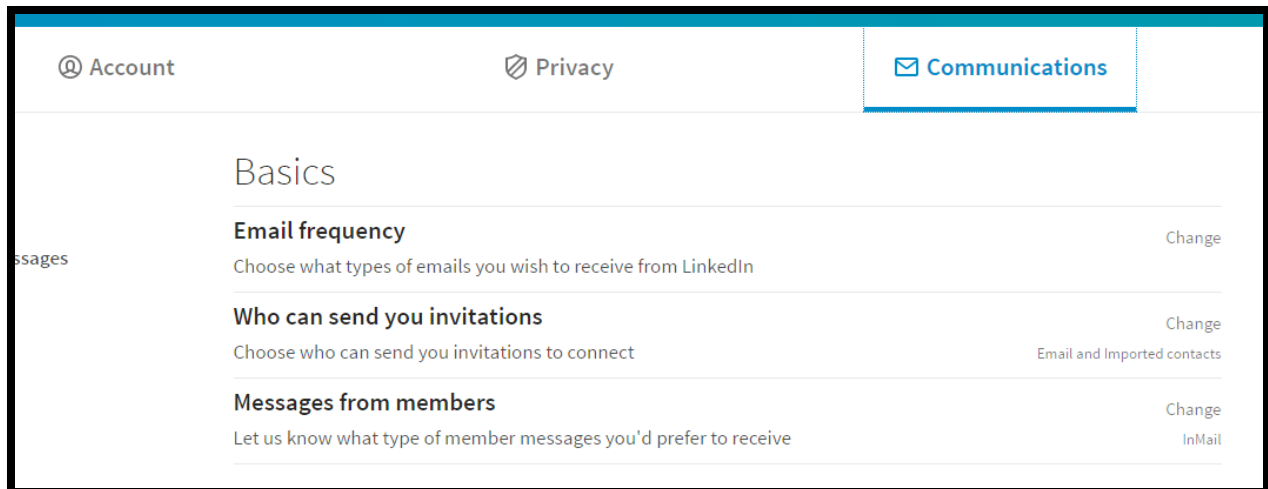 Account Privacy Communications
Basics
Email frequency Change
ssages
Choose what types of emails you wish to receive from LinkedIn
Who can send you invitations Change
Choose who can send you invitations to connect Email and Imported contacts
Messages from members Change
Let us know what type of member messages you'd prefer to receive InMail